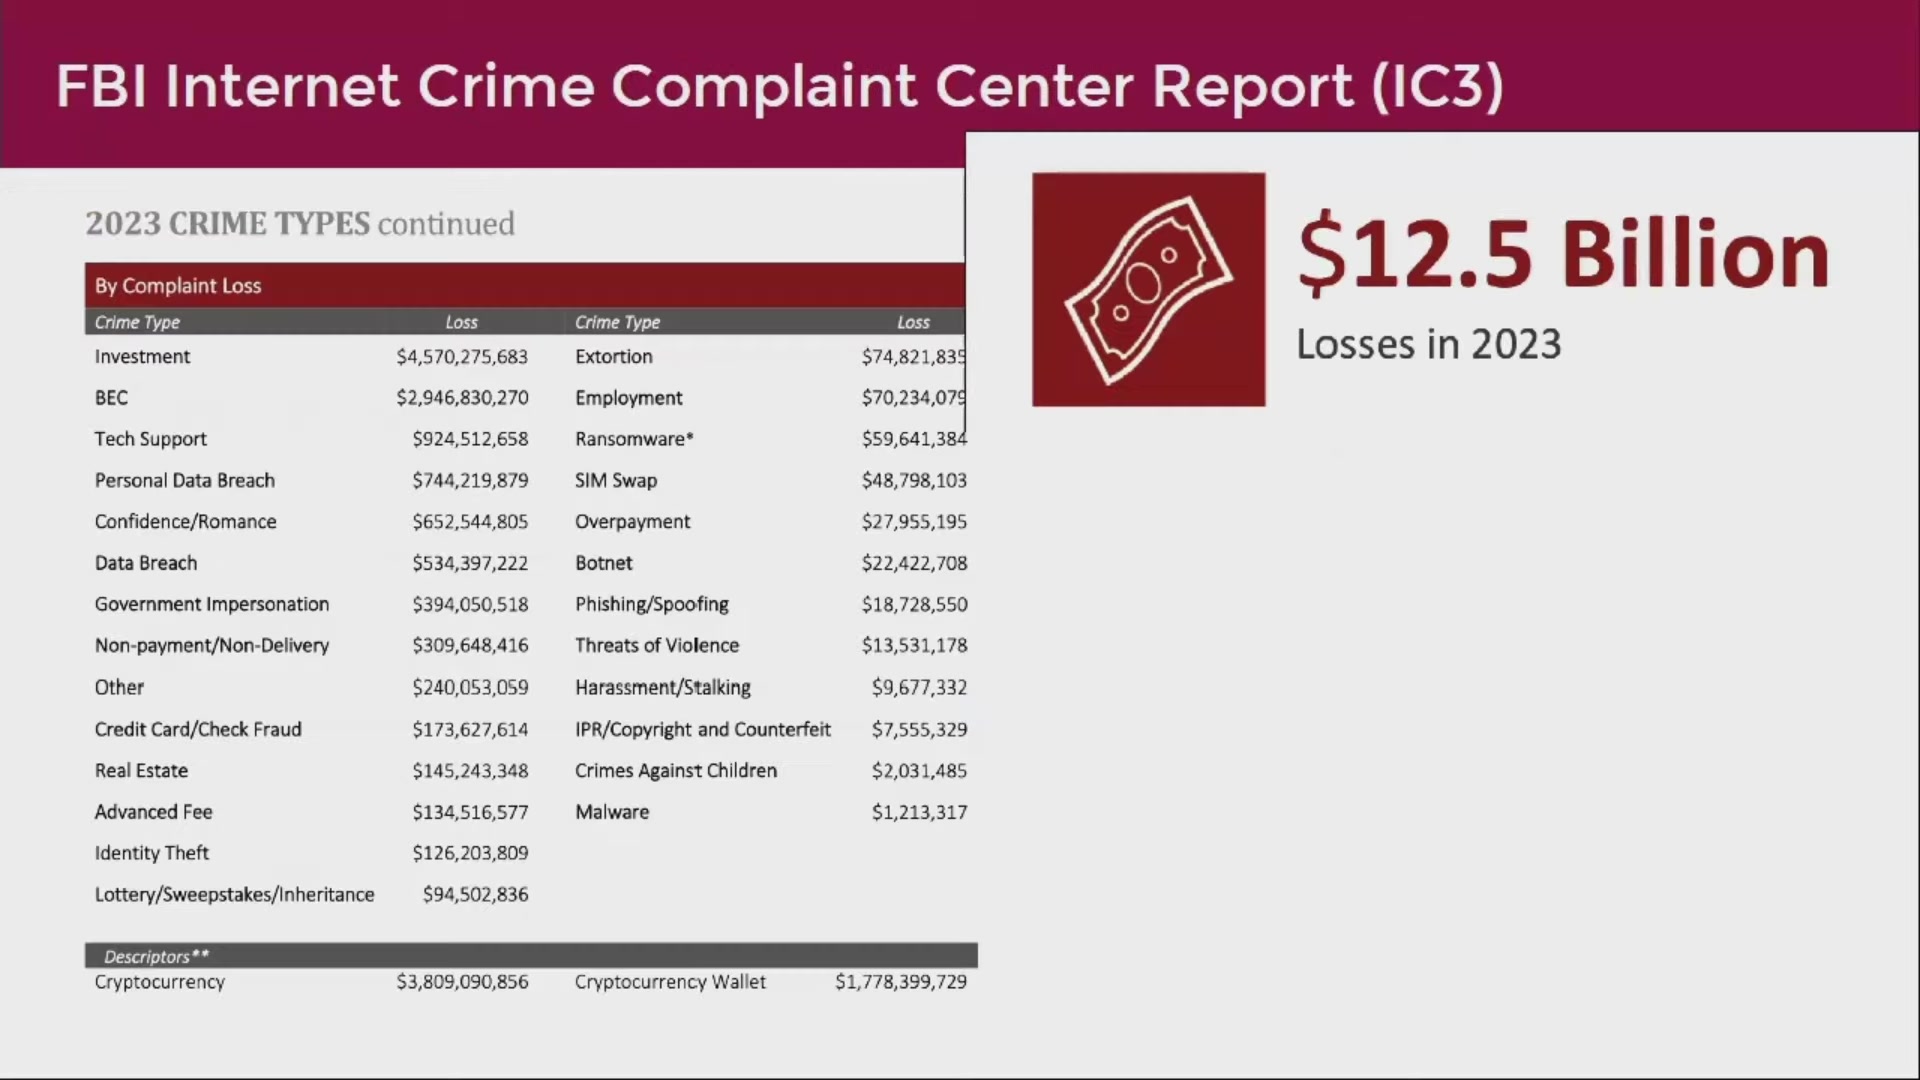 FBI Internet Crime Complaint Center Report (IC3)
$12.5 Billion
Losses in 2023
2023 CRIME TYPES continued
By Complaint Loss
Crime Type Loss Crime Type Loss
Investment $4,570,275,683 Extortion $74,821,835
BEC $2,946,830,270 Employment $70,234,079
Tech Support $924,512,658 Ransomware* $59,641,384
Personal Data Breach $744,219,879 SIM Swap $48,798,103
Confidence/Romance $652,544,805 Overpayment $27,955,195
Data Breach $534,397,222 Botnet $22,422,708
Government Impersonation $394,050,518 Phishing/Spoofing $18,728,550
Non-payment/Non-Delivery $309,648,416 Threats of Violence $13,531,178
Other $240,053,059 Harassment/Stalking $9,677,332
Credit Card/Check Fraud $173,627,614 IPR/Copyright and Counterfeit $7,555,329
Real Estate $145,243,348 Crimes Against Children $2,031,485
Advanced Fee $134,516,577 Malware $1,213,317
Identity Theft $126,203,809
Lottery/Sweepstakes/Inheritance $94,502,836
Descriptors**
Cryptocurrency $3,809,090,856 Cryptocurrency Wallet $1,778,399,729